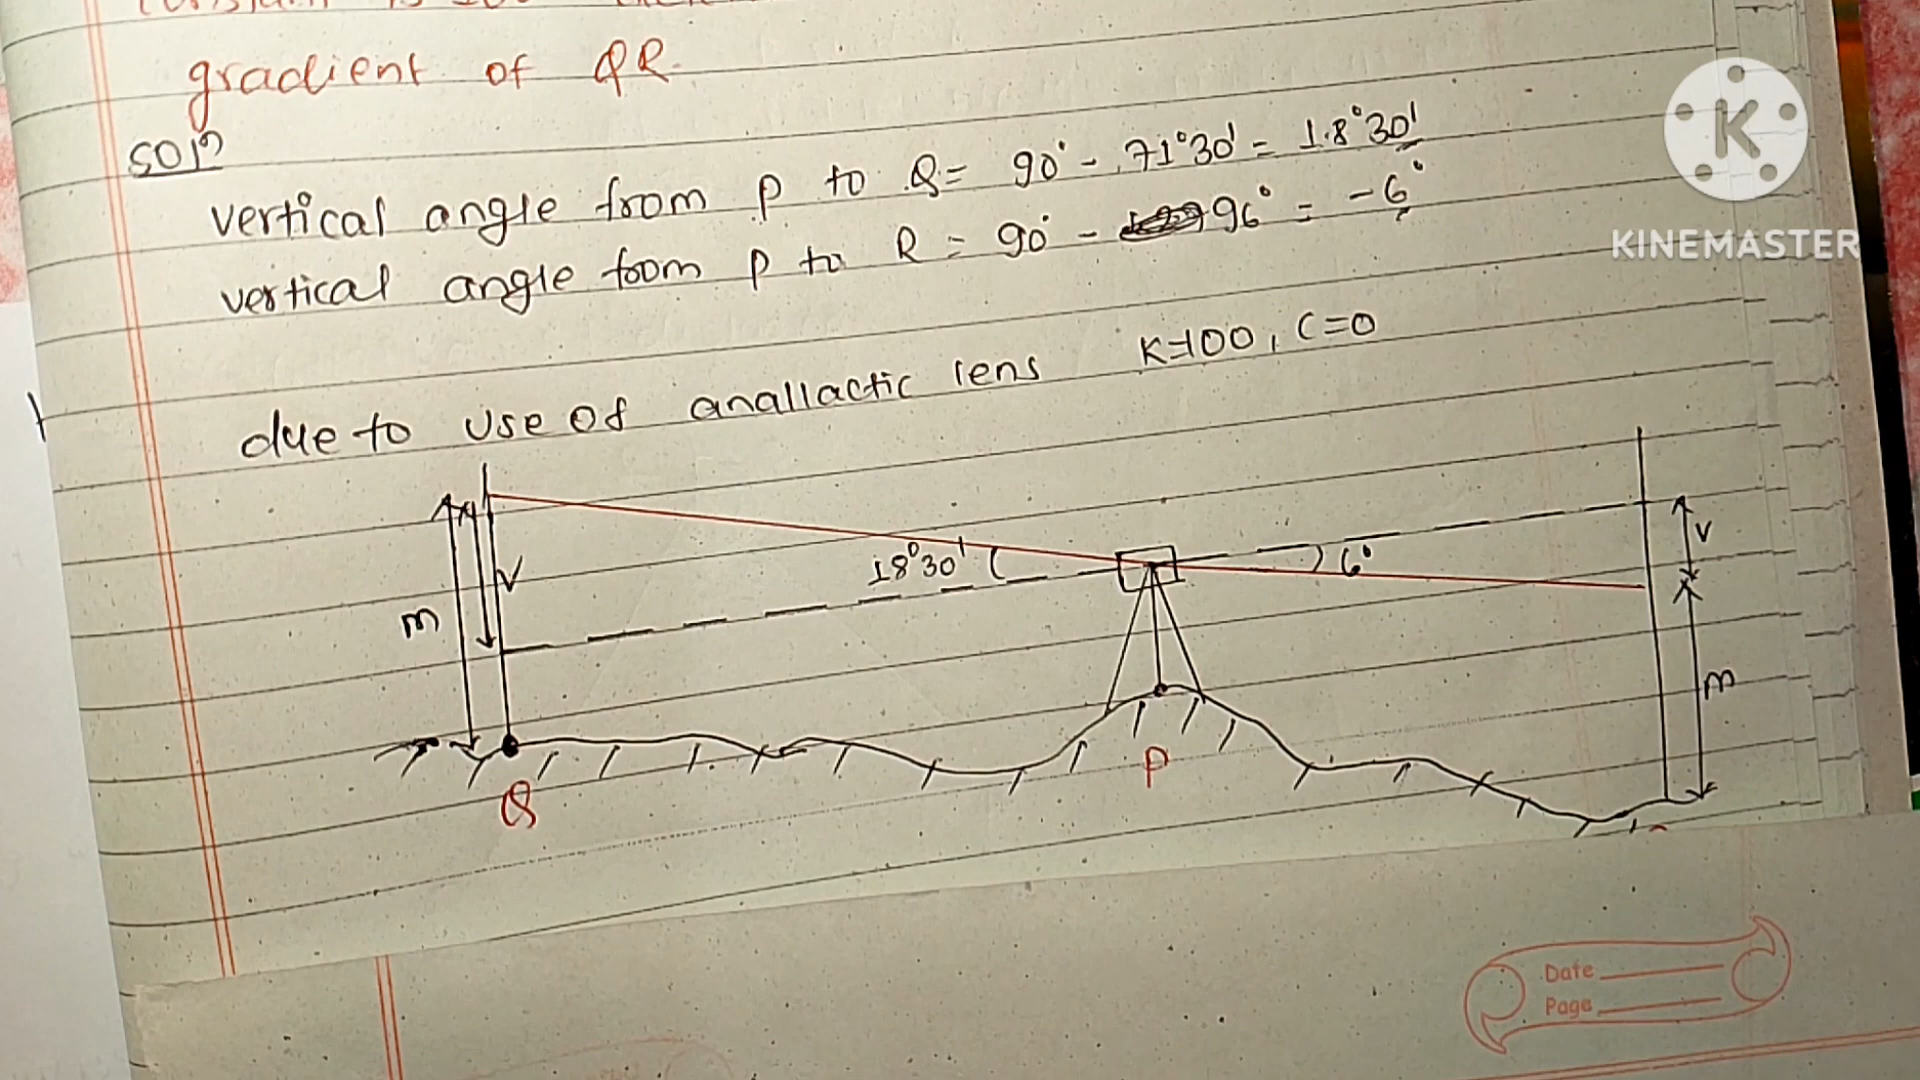 gradient of QR.
Soln
vertical angle from P to Q = 90° - 71°30' = 18°30'
vertical angle from P to R = 90° - 96° = -6°
K
KINEMASTER
due to use of anallactic lens K=100, C=0
18°30'
6°
V
V
m
m
P
Q
Date
Page